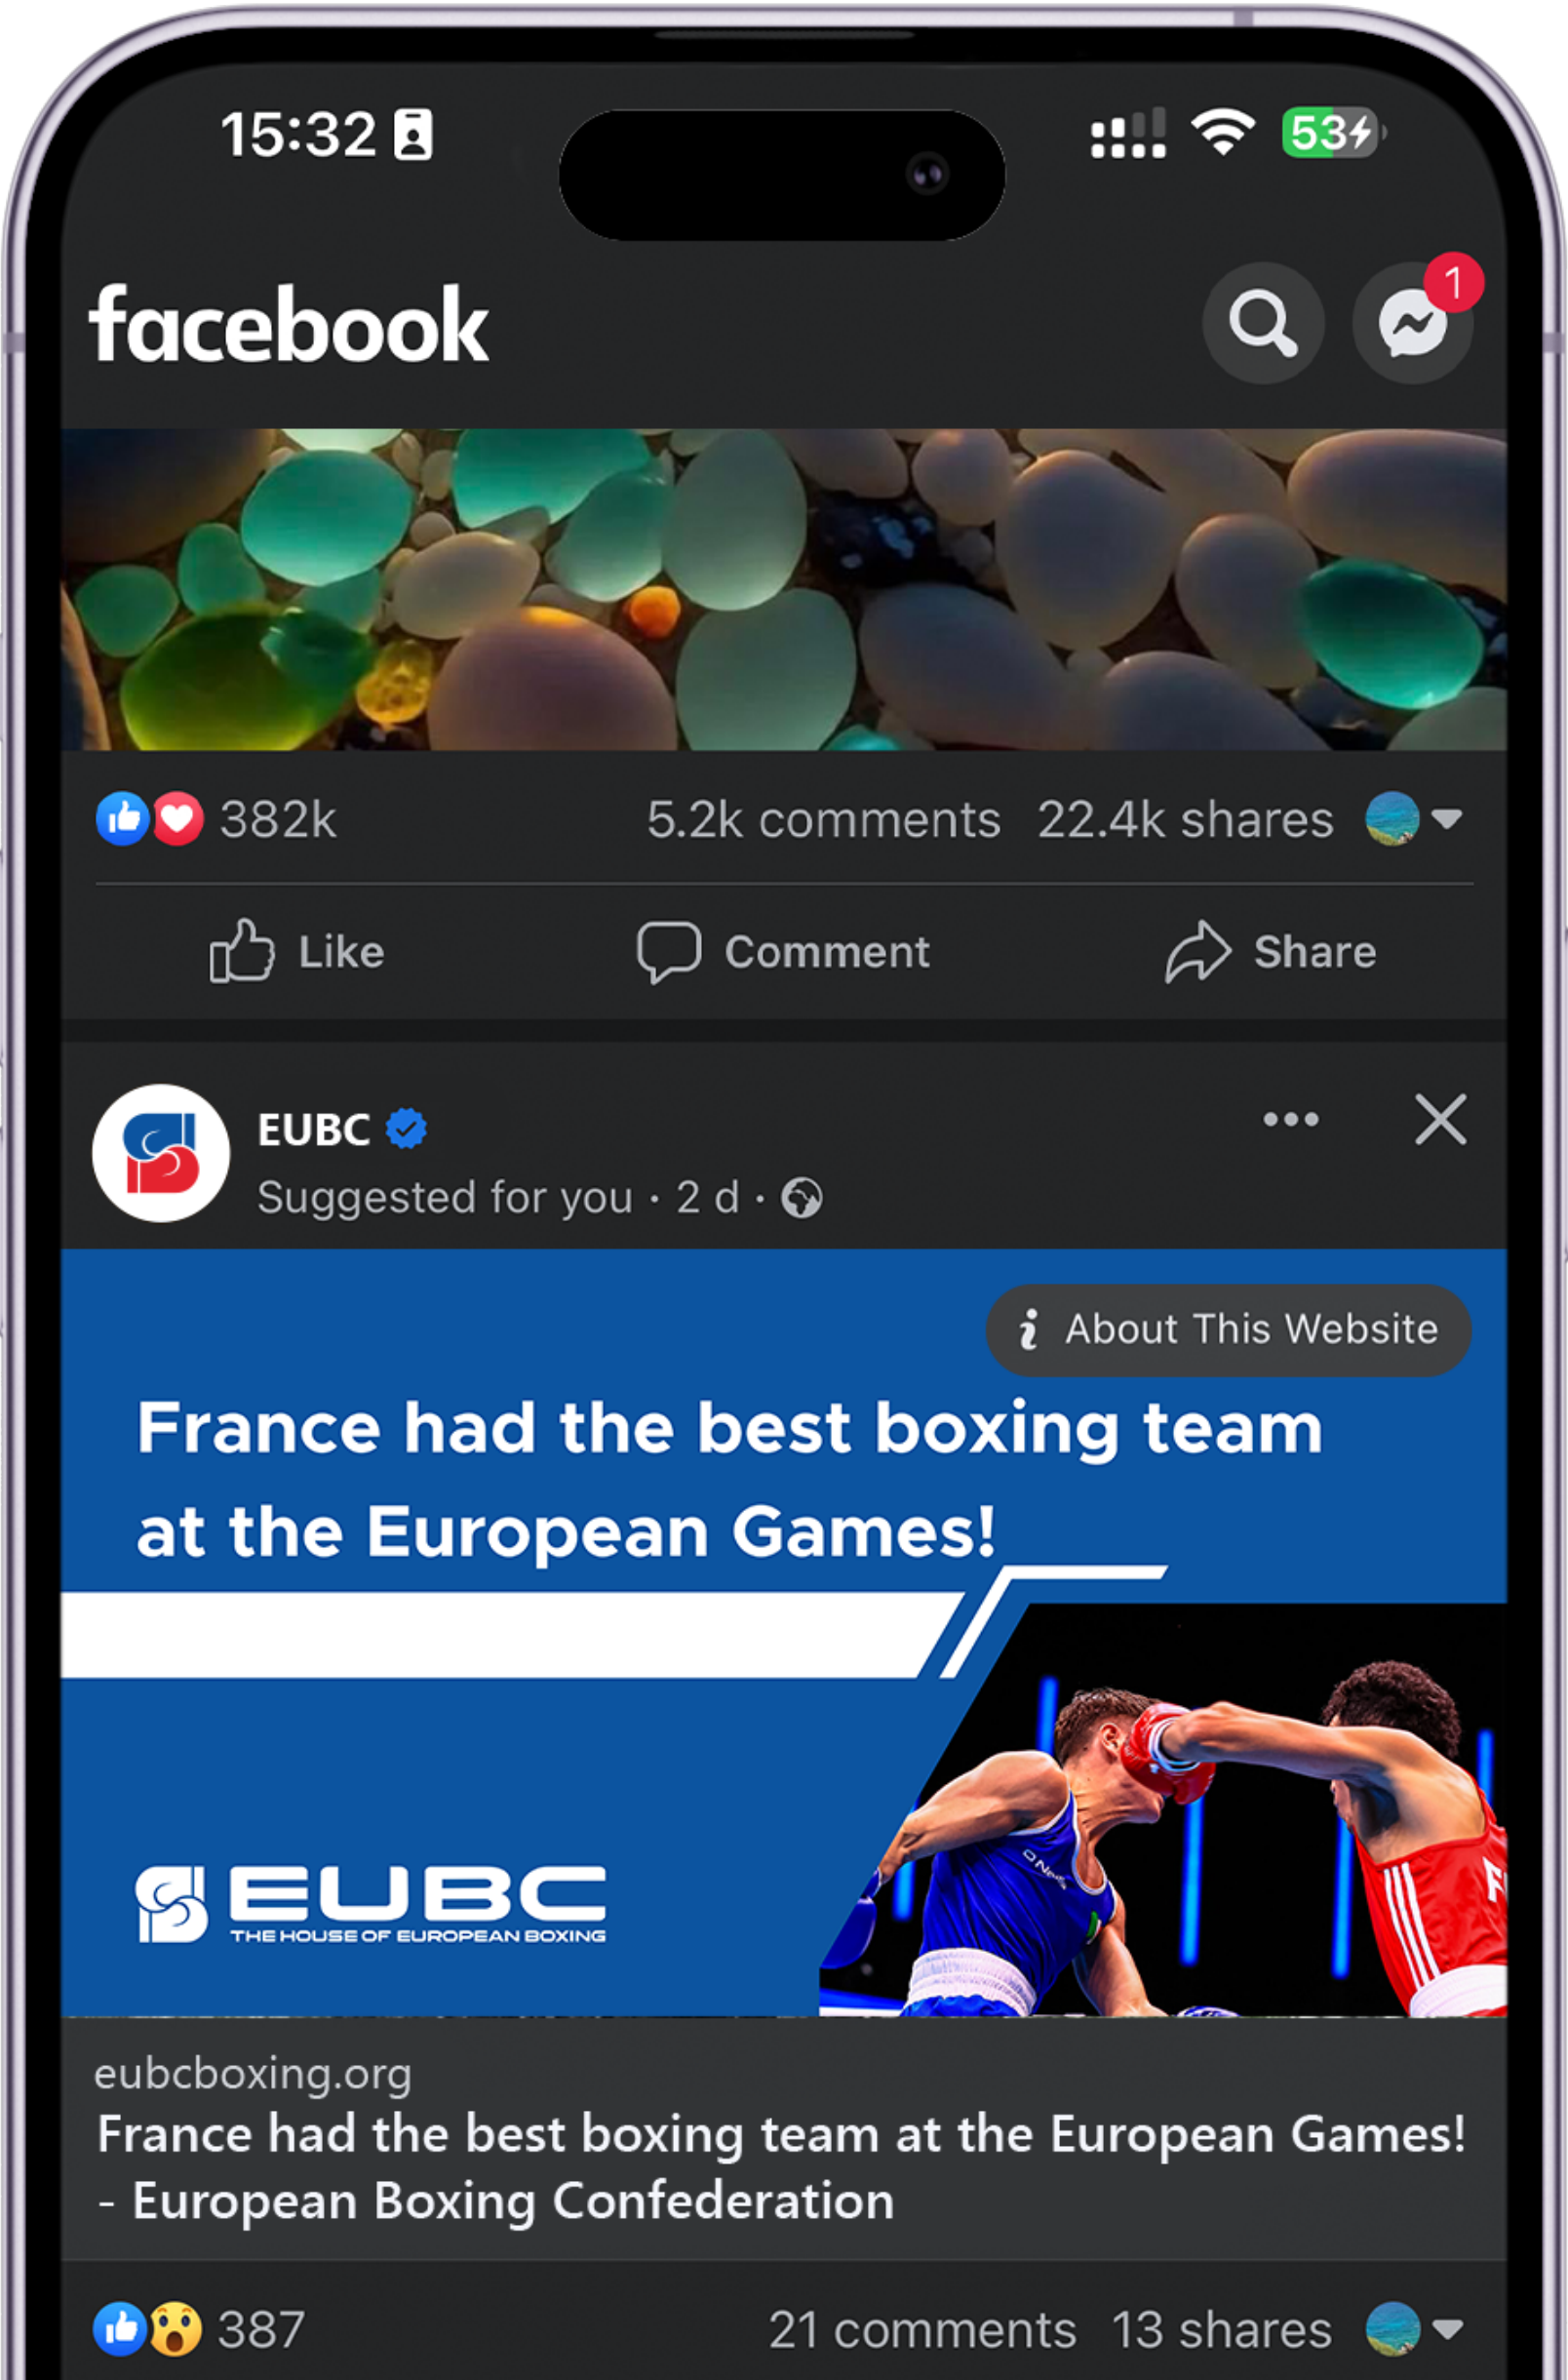 15:32
53
facebook
1
382k 5.2k comments 22.4k shares
Like Comment Share
EUBC
Suggested for you · 2 d ·
About This Website
France had the best boxing team
at the European Games!
O'Neills
EUBC
THE HOUSE OF EUROPEAN BOXING
eubcboxing.org
France had the best boxing team at the European Games!
- European Boxing Confederation
387 21 comments 13 shares